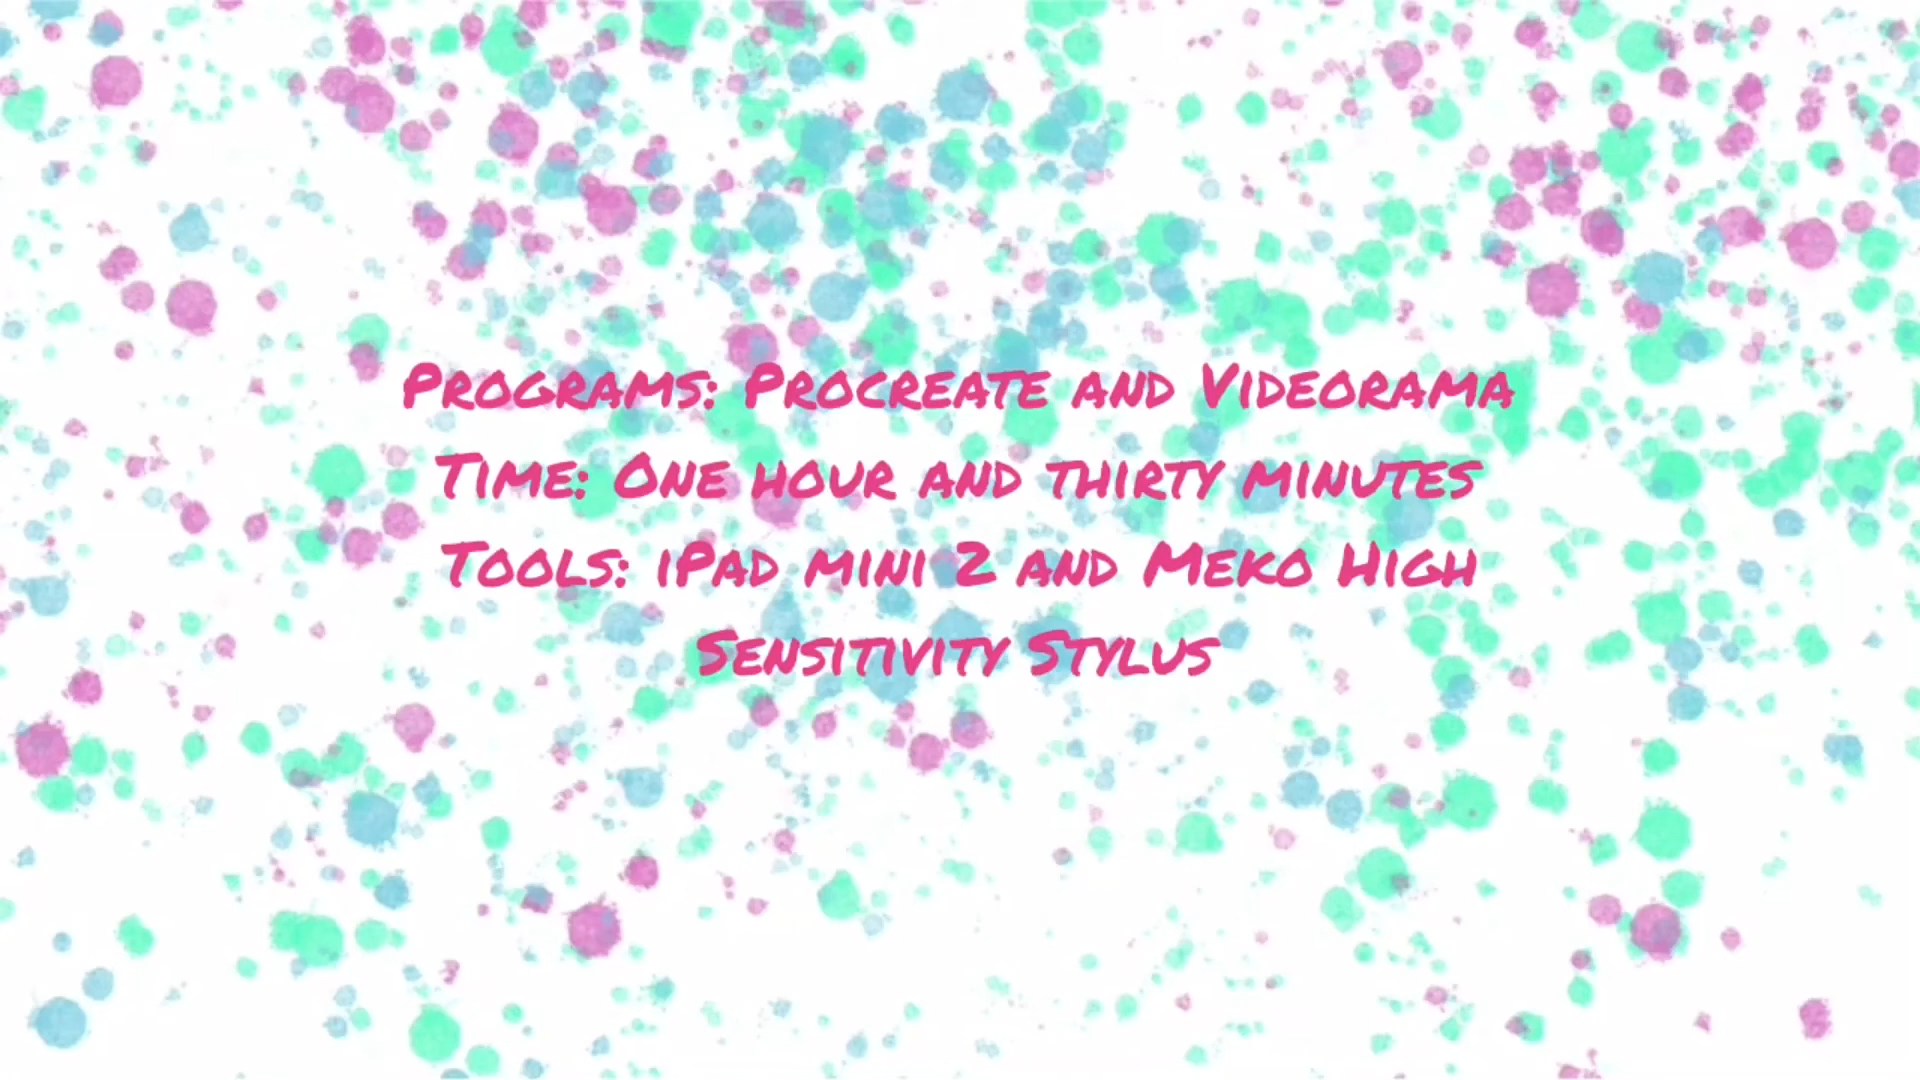 Programs: Procreate and Videorama
Time: One hour and thirty minutes
Tools: iPad mini 2 and Meko High
Sensitivity Stylus